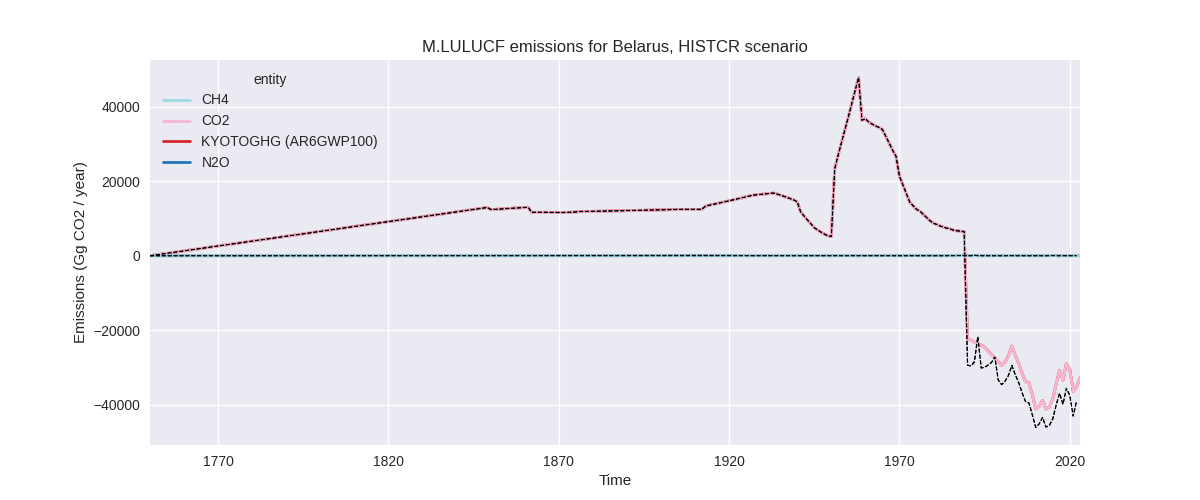 M.LULUCF emissions for Belarus, HISTCR scenario
entity
CH4
CO2
KYOTOGHG (AR6GWP100)
N2O
Emissions (Gg CO2 / year)
40000
20000
0
−20000
−40000
1770
1820
1870
1920
1970
2020
Time